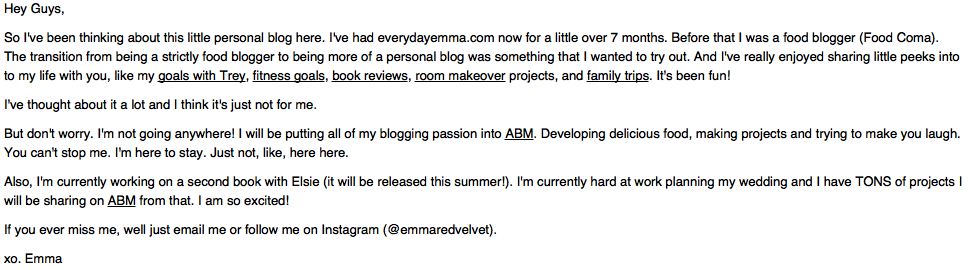 Hey Guys,
So I've been thinking about this little personal blog here. I've had everydayemma.com now for a little over 7 months. Before that I was a food blogger (Food Coma).
The transition from being a strictly food blogger to being more of a personal blog was something that I wanted to try out. And I've really enjoyed sharing little peeks into
to my life with you, like my goals with Trey, fitness goals, book reviews, room makeover projects, and family trips. It's been fun!
I've thought about it a lot and I think it's just not for me.
But don't worry. I'm not going anywhere! I will be putting all of my blogging passion into ABM. Developing delicious food, making projects and trying to make you laugh.
You can't stop me. I'm here to stay. Just not, like, here here.
Also, I'm currently working on a second book with Elsie (it will be released this summer!). I'm currently hard at work planning my wedding and I have TONS of projects I
will be sharing on ABM from that. I am so excited!
If you ever miss me, well just email me or follow me on Instagram (@emmaredvelvet).
xo. Emma